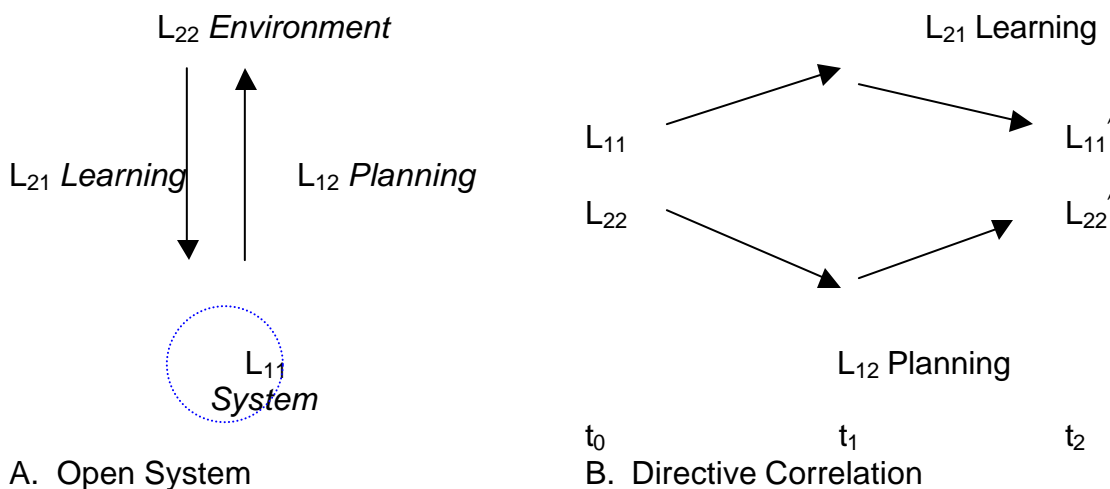 L₂₂ Environment
L₂₁ Learning
L₁₂ Planning
L₁₁
System
A. Open System
L₂₁ Learning
L₁₁ L₁₁′
L₂₂ L₂₂′
L₁₂ Planning
t₀ t₁ t₂
B. Directive Correlation